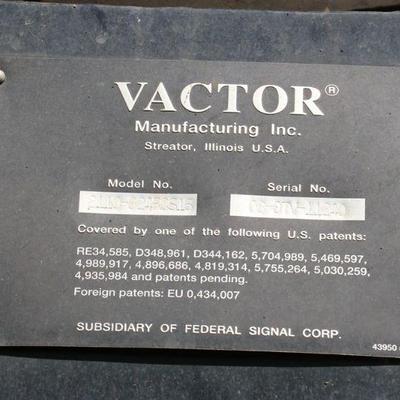 VACTOR®
Manufacturing Inc.
Streator, Illinois U.S.A.
Model No. Serial No.
Covered by one of the following U.S. patents:
RE34,585, D348,961, D344,162, 5,704,989, 5,469,597,
4,989,917, 4,896,686, 4,819,314, 5,755,264, 5,030,259,
4,935,984 and patents pending.
Foreign patents: EU 0,434,007
SUBSIDIARY OF FEDERAL SIGNAL CORP.
43950